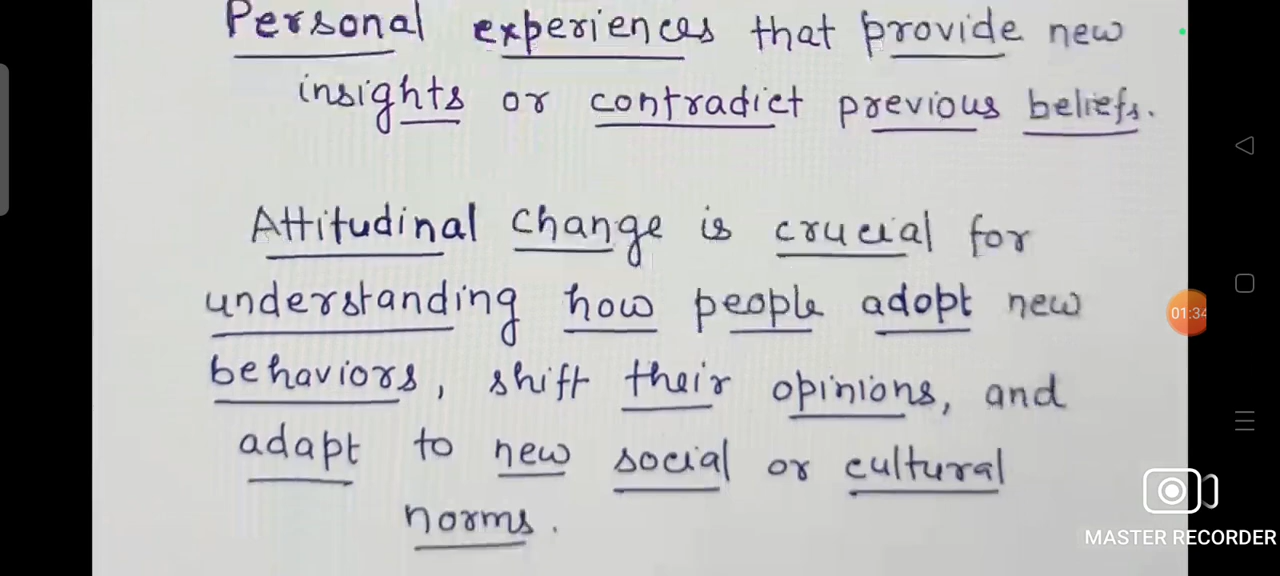 Personal experiences that provide new
insights or contradict previous beliefs.
Attitudinal change is crucial for
understanding how people adopt new
behaviors, shift their opinions, and
adapt to new social or cultural
norms.
01:34
MASTER RECORDER